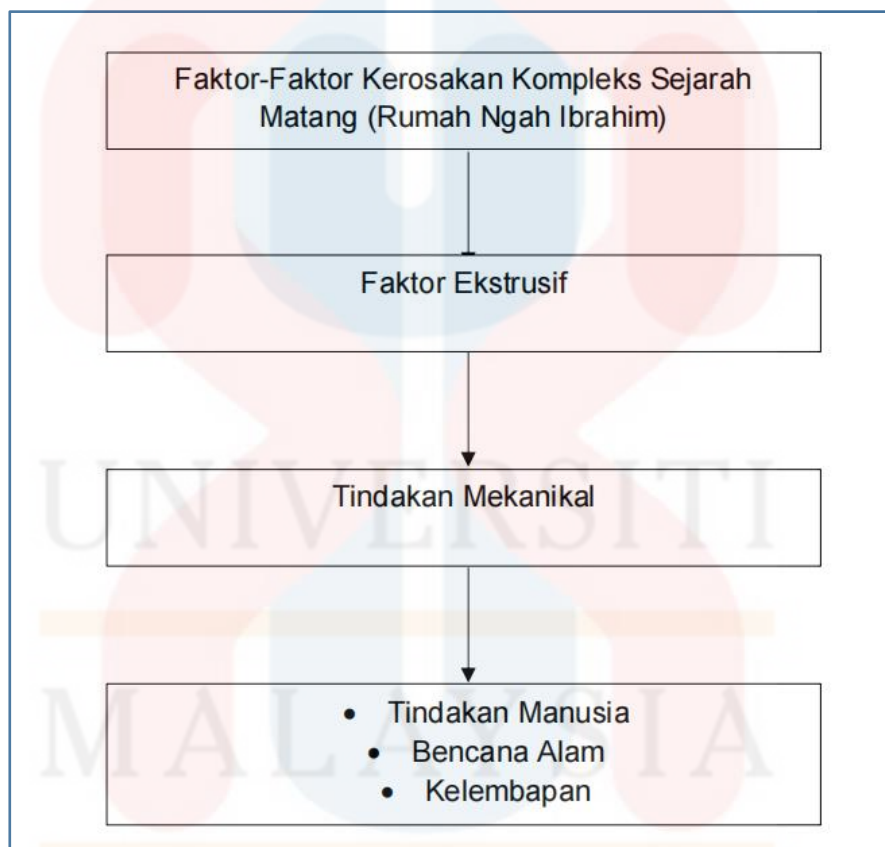 Faktor-Faktor Kerosakan Kompleks Sejarah
Matang (Rumah Ngah Ibrahim)
Faktor Ekstrusif
UNIVERSITI
Tindakan Mekanikal
MALAYSIA
• Tindakan Manusia
• Bencana Alam
• Kelembapan